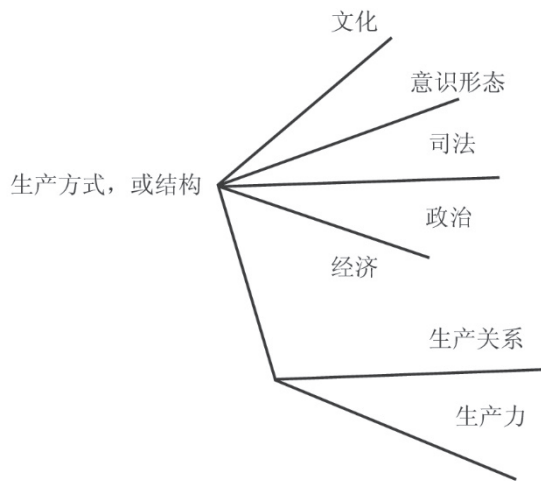 文化
意识形态
司法
生产方式，或结构
政治
经济
生产关系
生产力